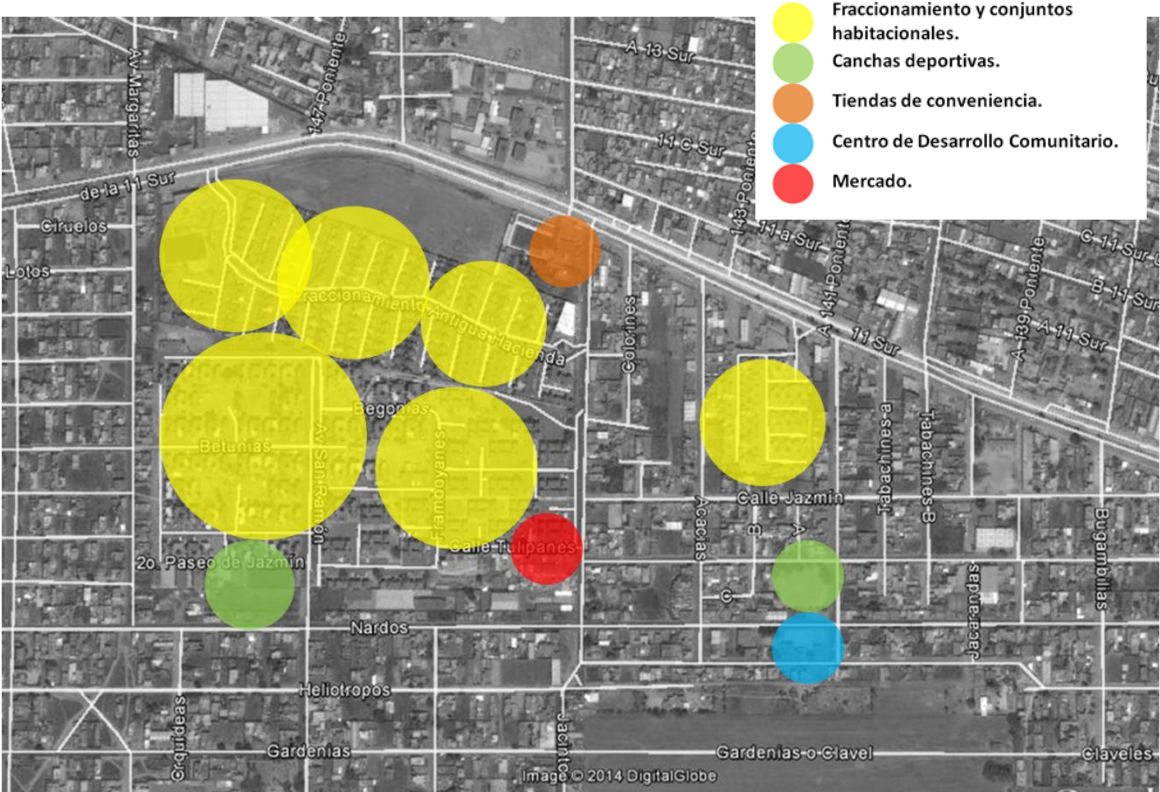 Fraccionamiento y conjuntos
habitacionales.
Canchas deportivas.
Tiendas de conveniencia.
Centro de Desarrollo Comunitario.
Mercado.
Av Margaritas
147 Poniente
A 13 Sur
11 C Sur
143 Poniente
de la 11 Sur
Ciruelos
Lotos
11 a Sur
A 141 Poniente
C 11 Sur
B 11 Sur
A 139 Poniente
A 11 Sur
11 Sur
Fraccionamiento Antigua Hacienda
Colorines
Begonias
Betunias
Av San Ramón
Flamboyanes
Tabachines-a
Tabachines-B
Calle Jazmín
Acacias
B
A
Calle Tulipanes
2o. Paseo de Jazmín
C
Bugambilias
Jacarandas
Nardos
Heliotropos
Orquideas
Gardenias
Jacinto
Gardenias o Clavel
Claveles
Image © 2014 DigitalGlobe